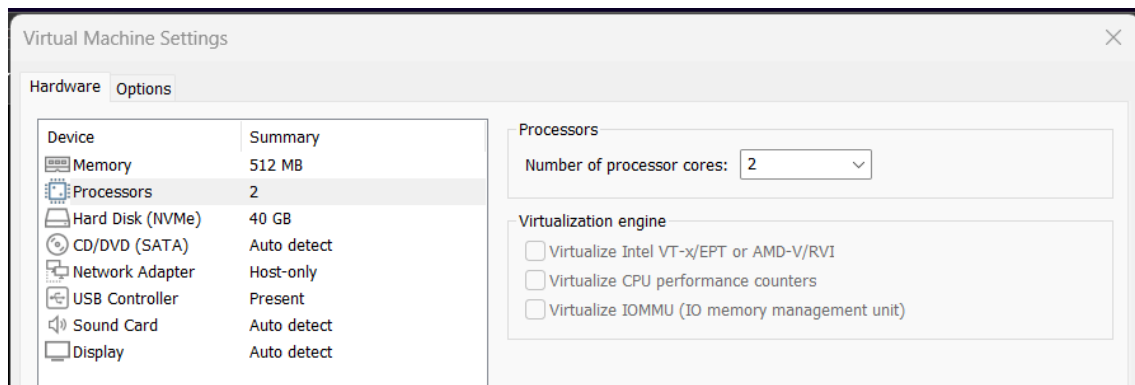 Virtual Machine Settings
Hardware Options
Device Summary
Memory 512 MB
Processors 2
Hard Disk (NVMe) 40 GB
CD/DVD (SATA) Auto detect
Network Adapter Host-only
USB Controller Present
Sound Card Auto detect
Display Auto detect
Processors
Number of processor cores: 2
Virtualization engine
Virtualize Intel VT-x/EPT or AMD-V/RVI
Virtualize CPU performance counters
Virtualize IOMMU (IO memory management unit)